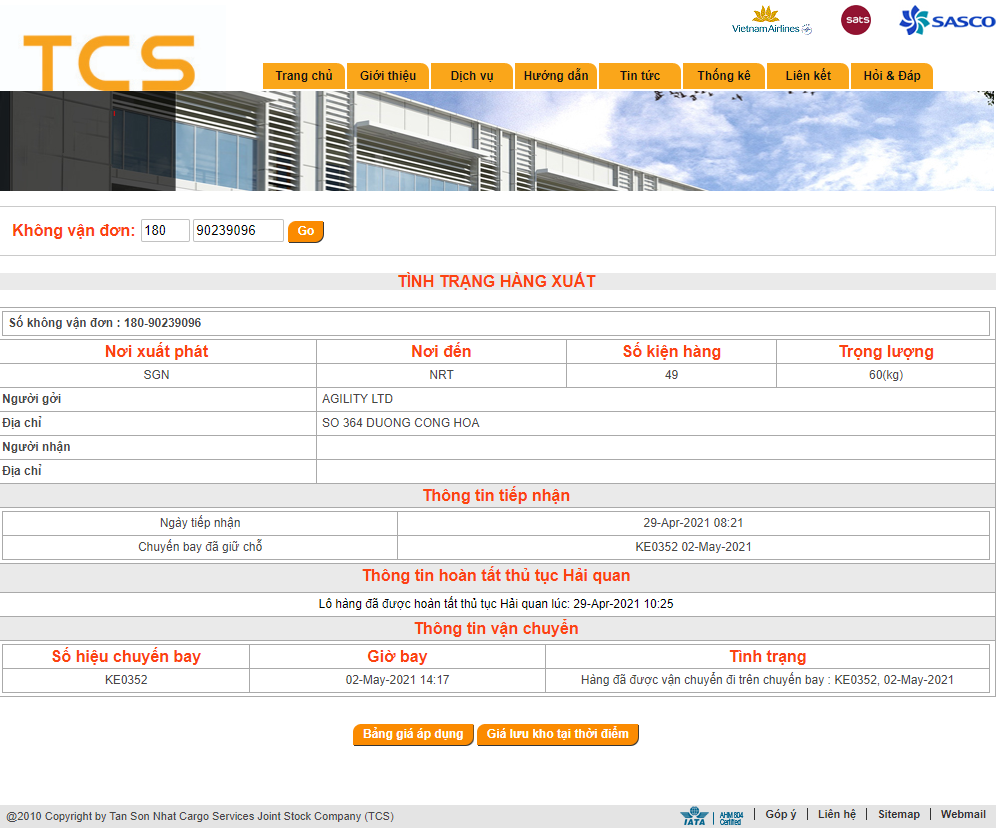 VietnamAirlines
sats
SASCO
TCS
Trang chủ
Giới thiệu
Dịch vụ
Hướng dẫn
Tin tức
Thống kê
Liên kết
Hỏi & Đáp
Không vận đơn: 180 90239096 Go
TÌNH TRẠNG HÀNG XUẤT
Số không vận đơn : 180-90239096
Nơi xuất phát Nơi đến Số kiện hàng Trọng lượng
SGN NRT 49 60(kg)
Người gởi AGILITY LTD
Địa chỉ SO 364 DUONG CONG HOA
Người nhận
Địa chỉ
Thông tin tiếp nhận
Ngày tiếp nhận 29-Apr-2021 08:21
Chuyến bay đã giữ chỗ KE0352 02-May-2021
Thông tin hoàn tất thủ tục Hải quan
Lô hàng đã được hoàn tất thủ tục Hải quan lúc: 29-Apr-2021 10:25
Thông tin vận chuyển
Số hiệu chuyến bay Giờ bay Tình trạng
KE0352 02-May-2021 14:17 Hàng đã được vận chuyển đi trên chuyến bay : KE0352, 02-May-2021
Bảng giá áp dụng Giá lưu kho tại thời điểm
@2010 Copyright by Tan Son Nhat Cargo Services Joint Stock Company (TCS)
IATA | AHM 804 Certified | Góp ý | Liên hệ | Sitemap | Webmail